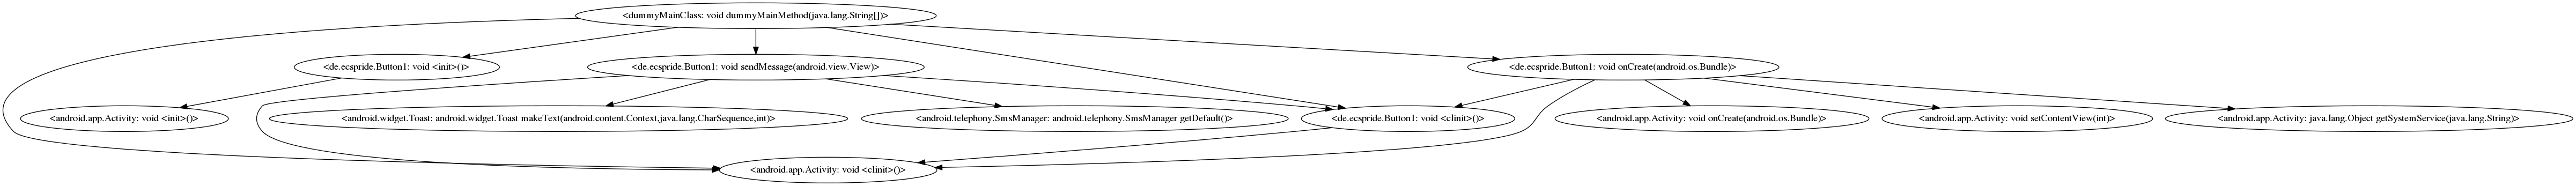 <dummyMainClass: void dummyMainMethod(java.lang.String[])>
<de.ecspride.Button1: void <init>()>
<de.ecspride.Button1: void sendMessage(android.view.View)>
<de.ecspride.Button1: void onCreate(android.os.Bundle)>
<android.app.Activity: void <init>()>
<android.widget.Toast: android.widget.Toast makeText(android.content.Context,java.lang.CharSequence,int)>
<android.telephony.SmsManager: android.telephony.SmsManager getDefault()>
<de.ecspride.Button1: void <clinit>()>
<android.app.Activity: void onCreate(android.os.Bundle)>
<android.app.Activity: void setContentView(int)>
<android.app.Activity: java.lang.Object getSystemService(java.lang.String)>
<android.app.Activity: void <clinit>()>